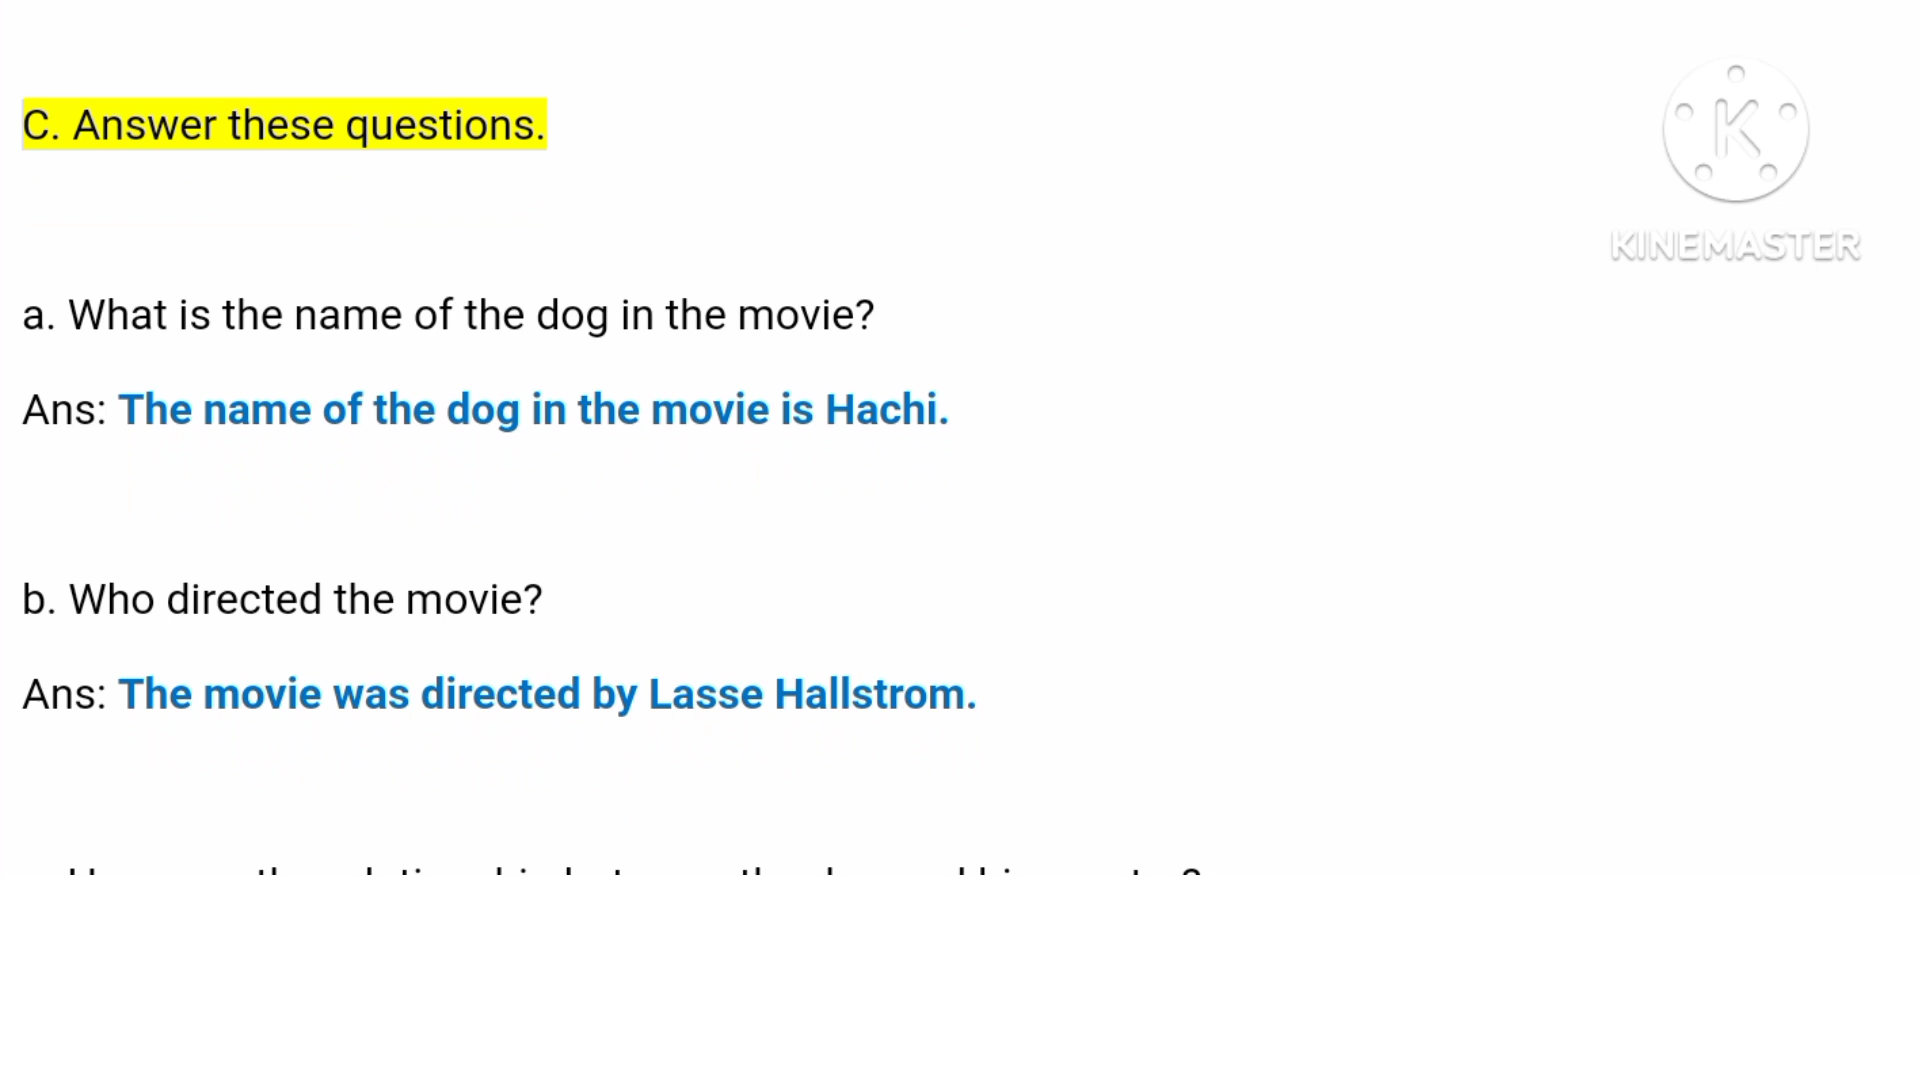 C. Answer these questions.
K
KINEMASTER
a. What is the name of the dog in the movie?
Ans: The name of the dog in the movie is Hachi.
b. Who directed the movie?
Ans: The movie was directed by Lasse Hallstrom.